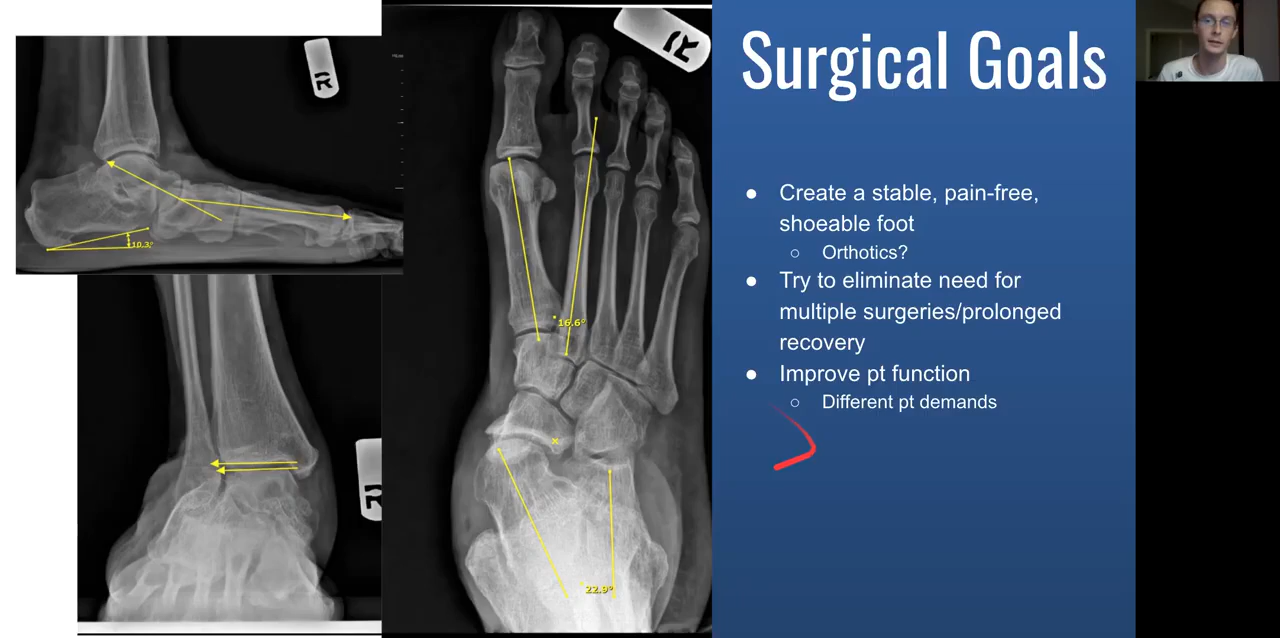 Surgical Goals
● Create a stable, pain-free,
shoeable foot
○ Orthotics?
● Try to eliminate need for
multiple surgeries/prolonged
recovery
● Improve pt function
○ Different pt demands
R
10.3°
R
R
16.6°
22.9°